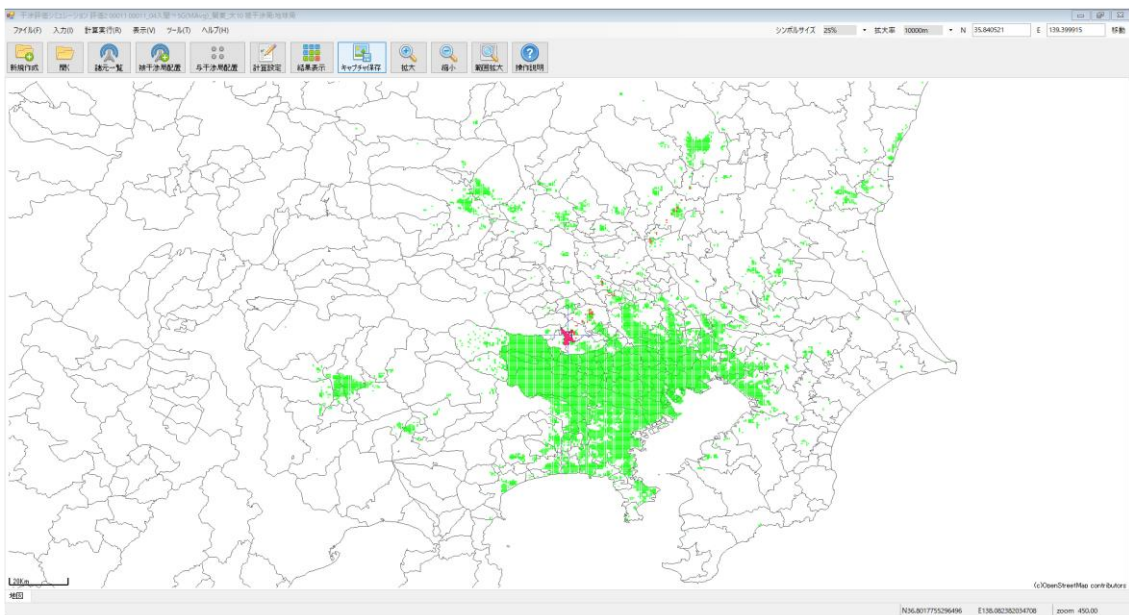 ファイル(F) 入力(I) 計算実行(R) 表示(V) ツール(T) ヘルプ(H) シンボルサイズ 25% 拡大率 10000m N 35.840521 E 139.399915 移動
新規作成 開く 諸元一覧 被干渉局配置 与干渉局配置 計算設定 結果表示 キャプチャ保存 拡大 縮小 範囲拡大 操作説明
20Km
(c)OpenStreetMap contributors
地図
N36.8017755296496 E138.082382034708 zoom 450.00